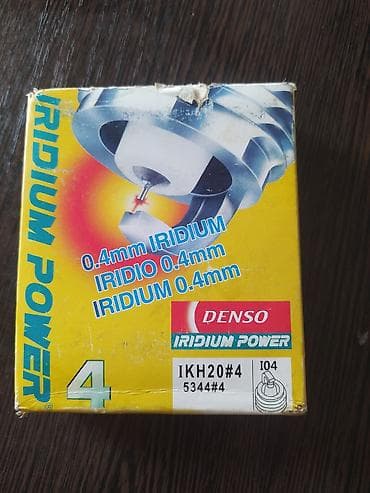 IRIDIUM POWER®
4
0.4mm IRIDIUM
IRIDIO 0.4mm
IRIDIUM 0.4mm
DENSO
IRIDIUM POWER
IKH20#4
5344#4
I04